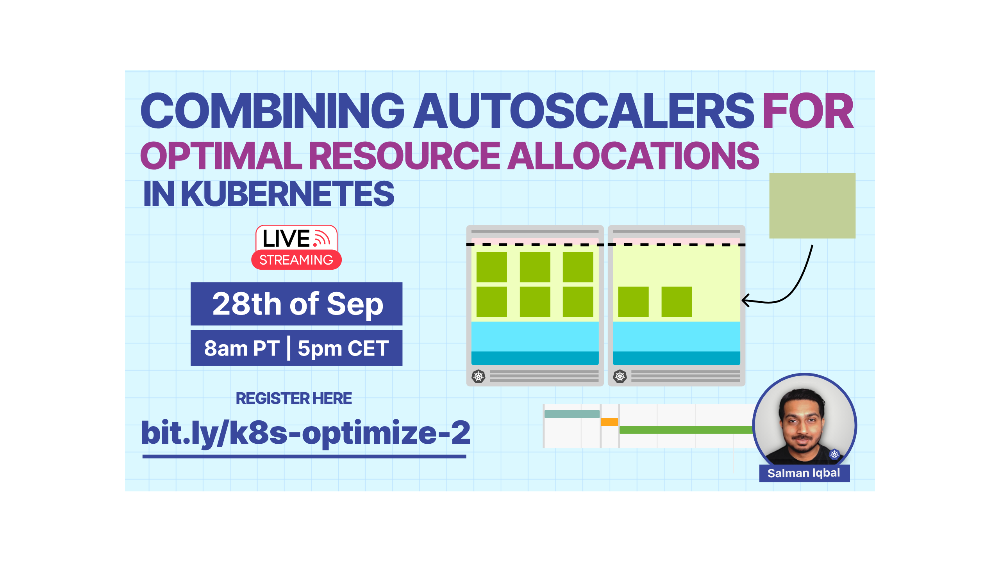 COMBINING AUTOSCALERS FOR
OPTIMAL RESOURCE ALLOCATIONS
IN KUBERNETES
LIVE
STREAMING
28th of Sep
8am PT | 5pm CET
REGISTER HERE
bit.ly/k8s-optimize-2
Salman Iqbal